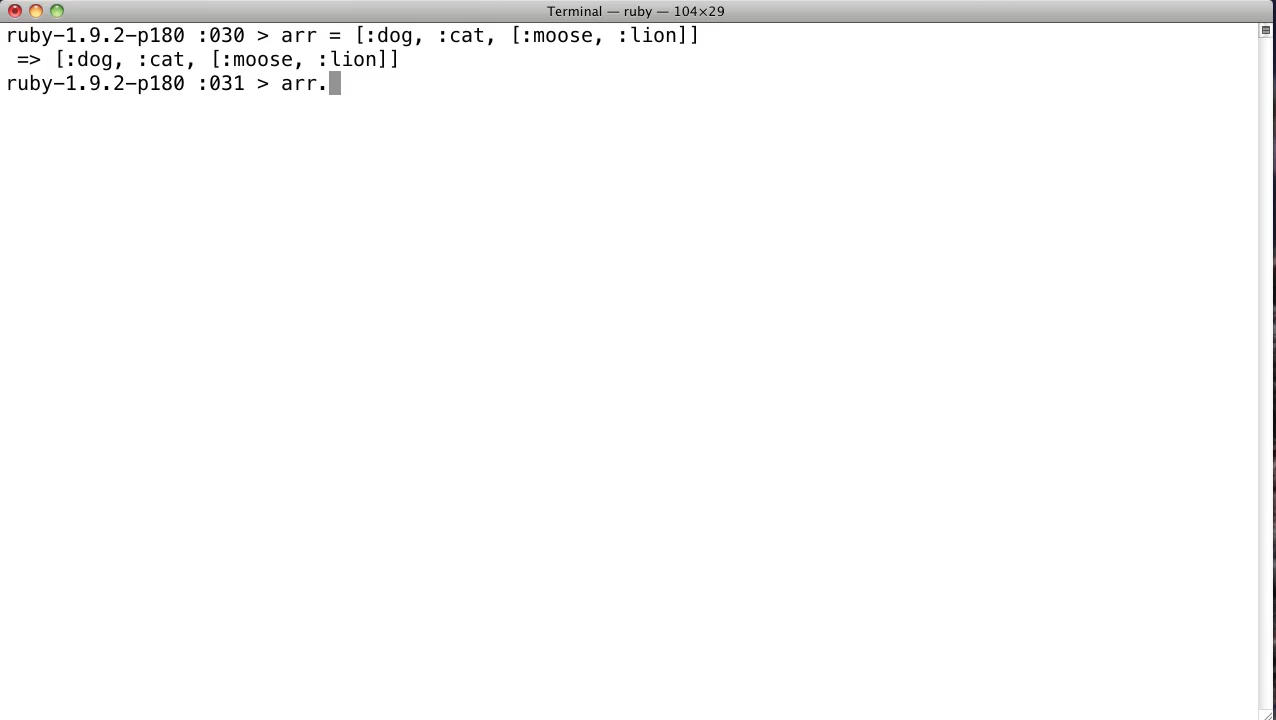 Terminal — ruby — 104×29
ruby-1.9.2-p180 :030 > arr = [:dog, :cat, [:moose, :lion]]
 => [:dog, :cat, [:moose, :lion]]
ruby-1.9.2-p180 :031 > arr.